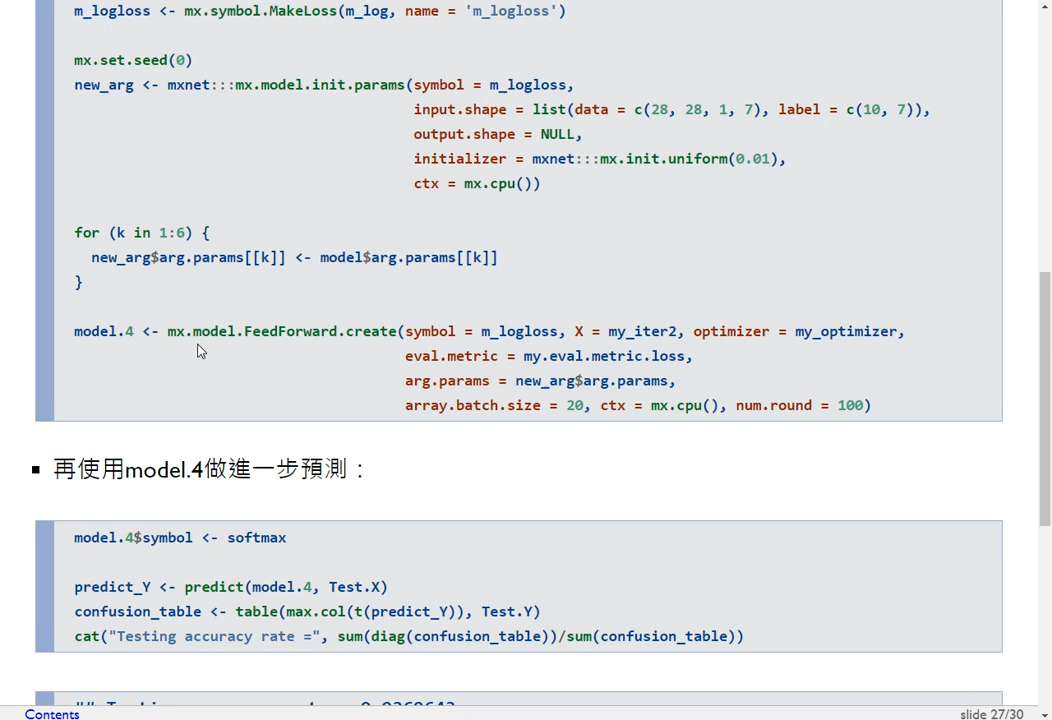 m_logloss <- mx.symbol.MakeLoss(m_log, name = 'm_logloss')
mx.set.seed(0)
new_arg <- mxnet:::mx.model.init.params(symbol = m_logloss,
input.shape = list(data = c(28, 28, 1, 7), label = c(10, 7)),
output.shape = NULL,
initializer = mxnet:::mx.init.uniform(0.01),
ctx = mx.cpu())
for (k in 1:6) {
new_arg$arg.params[[k]] <- model$arg.params[[k]]
}
model.4 <- mx.model.FeedForward.create(symbol = m_logloss, X = my_iter2, optimizer = my_optimizer,
eval.metric = my.eval.metric.loss,
arg.params = new_arg$arg.params,
array.batch.size = 20, ctx = mx.cpu(), num.round = 100)
▪ 再使用model.4做進一步預測：
model.4$symbol <- softmax
predict_Y <- predict(model.4, Test.X)
confusion_table <- table(max.col(t(predict_Y)), Test.Y)
cat("Testing accuracy rate =", sum(diag(confusion_table))/sum(confusion_table))
Contents
slide 27/30